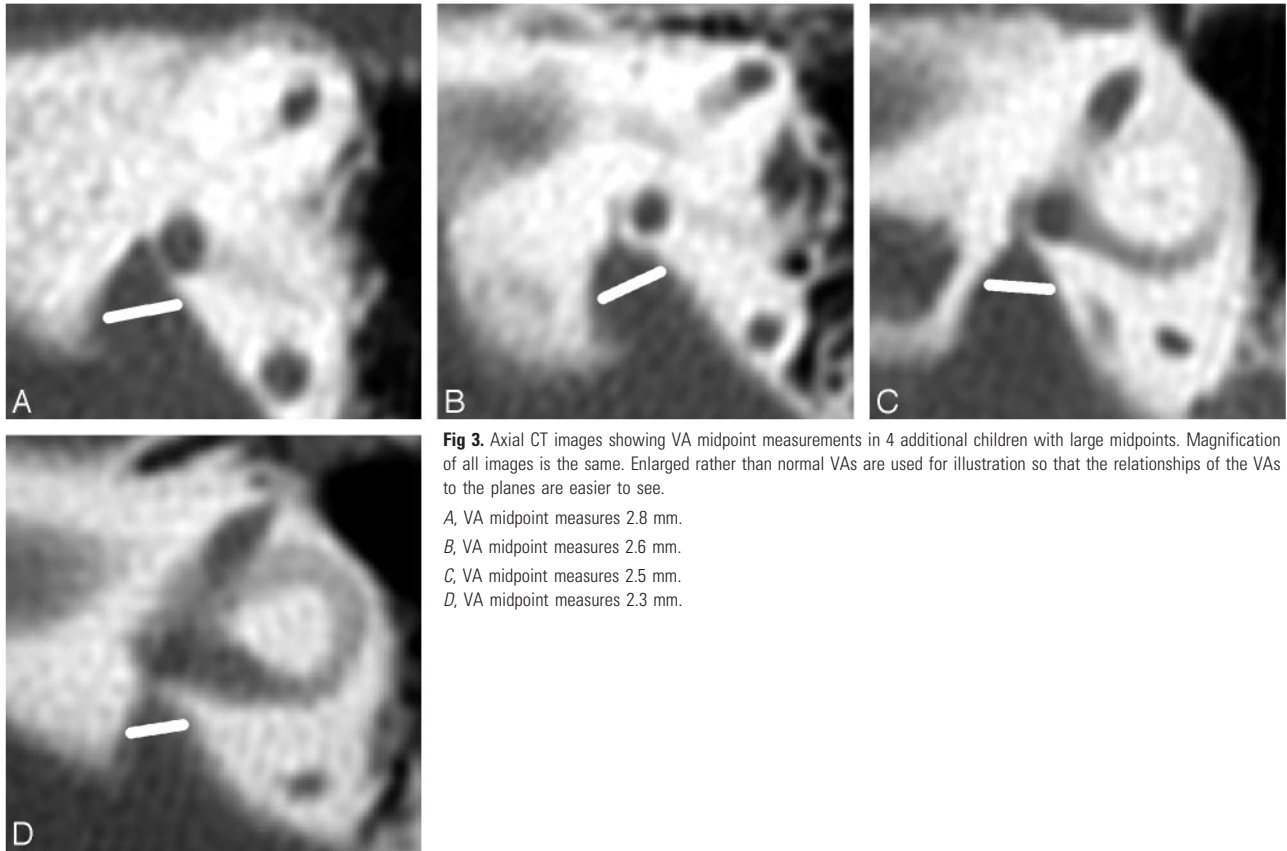 A
B
C
Fig 3. Axial CT images showing VA midpoint measurements in 4 additional children with large midpoints. Magnification
of all images is the same. Enlarged rather than normal VAs are used for illustration so that the relationships of the VAs
to the planes are easier to see.
A, VA midpoint measures 2.8 mm.
B, VA midpoint measures 2.6 mm.
C, VA midpoint measures 2.5 mm.
D, VA midpoint measures 2.3 mm.
D